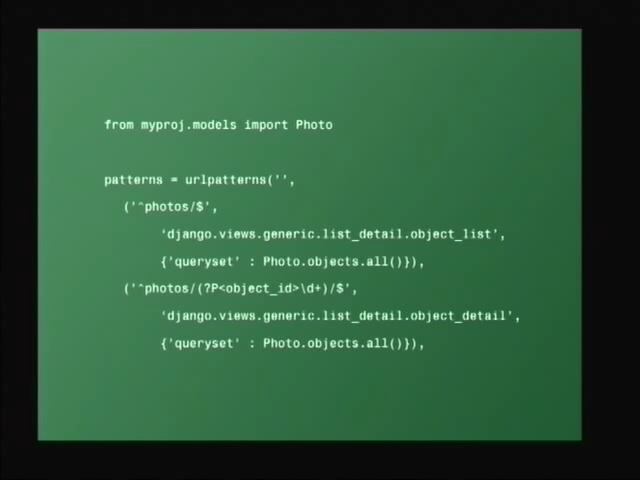 from myproj.models import Photo
patterns = urlpatterns('',
('^photos/$',
'django.views.generic.list_detail.object_list',
{'queryset' : Photo.objects.all()}),
('^photos/(?P<object_id>\d+)/$',
'django.views.generic.list_detail.object_detail',
{'queryset' : Photo.objects.all()}),